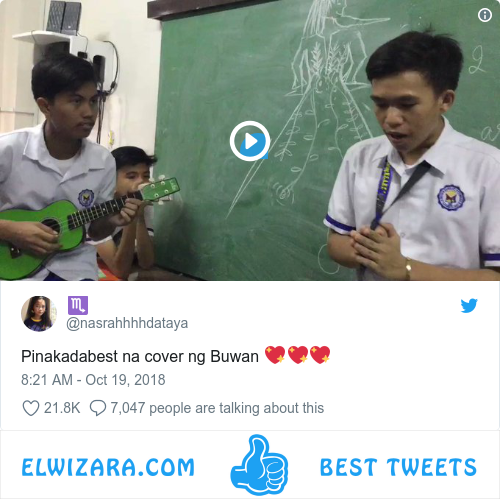 ♏
@nasrahhhhdataya
Pinakadabest na cover ng Buwan 💖💖💖
8:21 AM - Oct 19, 2018
21.8K 7,047 people are talking about this
ELWIZARA.COM BEST TWEETS